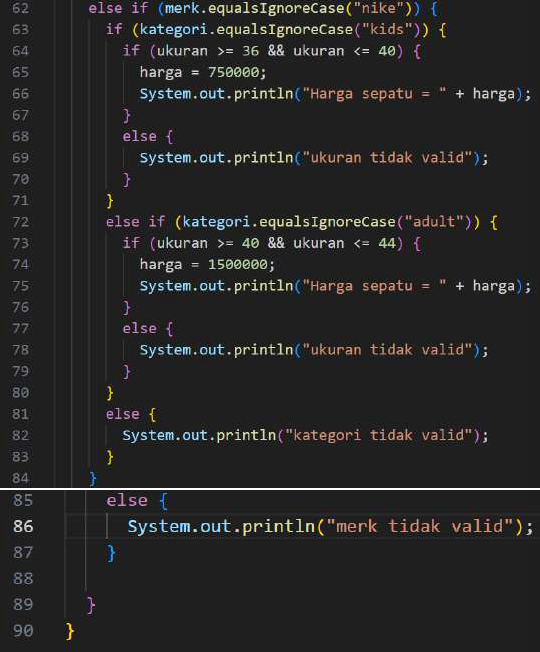 62 else if (merk.equalsIgnoreCase("nike")) {
63 if (kategori.equalsIgnoreCase("kids")) {
64 if (ukuran >= 36 && ukuran <= 40) {
65 harga = 750000;
66 System.out.println("Harga sepatu = " + harga);
67 }
68 else {
69 System.out.println("ukuran tidak valid");
70 }
71 }
72 else if (kategori.equalsIgnoreCase("adult")) {
73 if (ukuran >= 40 && ukuran <= 44) {
74 harga = 1500000;
75 System.out.println("Harga sepatu = " + harga);
76 }
77 else {
78 System.out.println("ukuran tidak valid");
79 }
80 }
81 else {
82 System.out.println("kategori tidak valid");
83 }
84 }
85 else {
86 System.out.println("merk tidak valid");
87 }
88
89 }
90 }